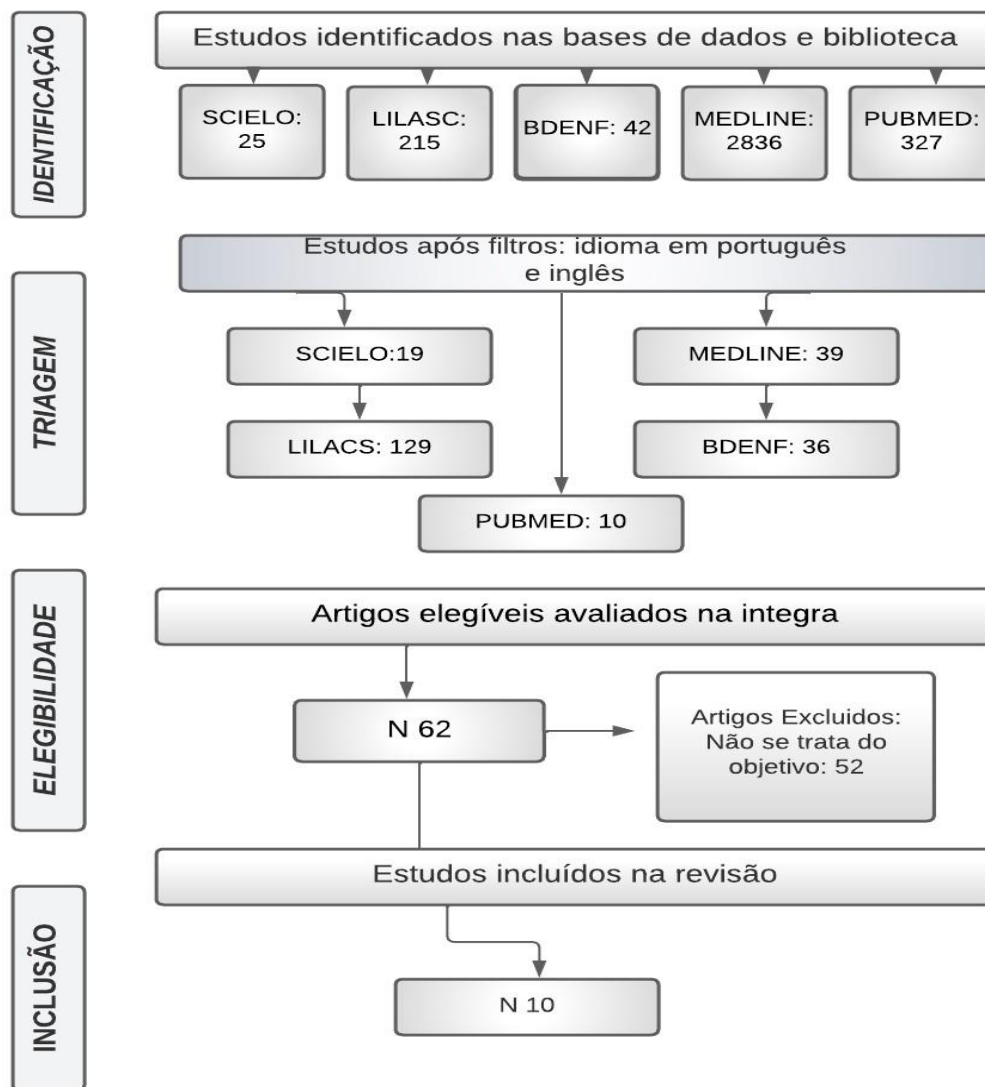 IDENTIFICAÇÃO
Estudos identificados nas bases de dados e biblioteca
SCIELO:
25
LILASC:
215
BDENF: 42
MEDLINE:
2836
PUBMED:
327
TRIAGEM
Estudos após filtros: idioma em português
e inglês
SCIELO:19
MEDLINE: 39
LILACS: 129
BDENF: 36
PUBMED: 10
ELEGIBILIDADE
Artigos elegíveis avaliados na integra
N 62
Artigos Excluidos:
Não se trata do
objetivo: 52
INCLUSÃO
Estudos incluídos na revisão
N 10